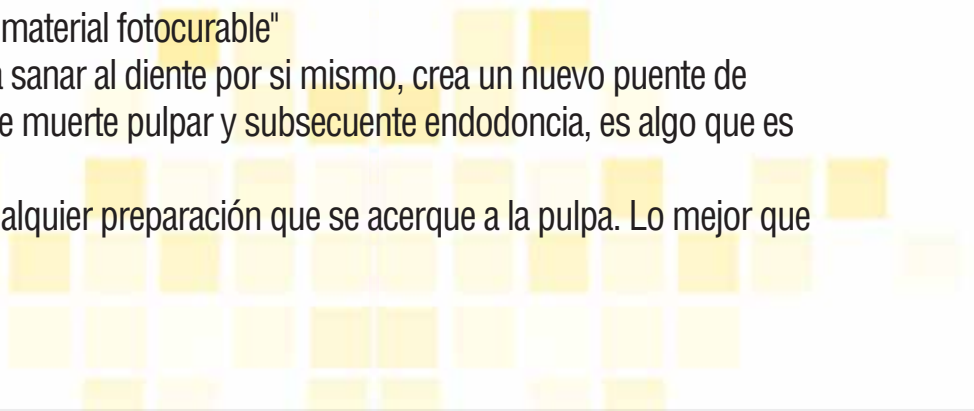 material fotocurable"
sanar al diente por si mismo, crea un nuevo puente de
muerte pulpar y subsecuente endodoncia, es algo que es
preparación que se acerque a la pulpa. Lo mejor que